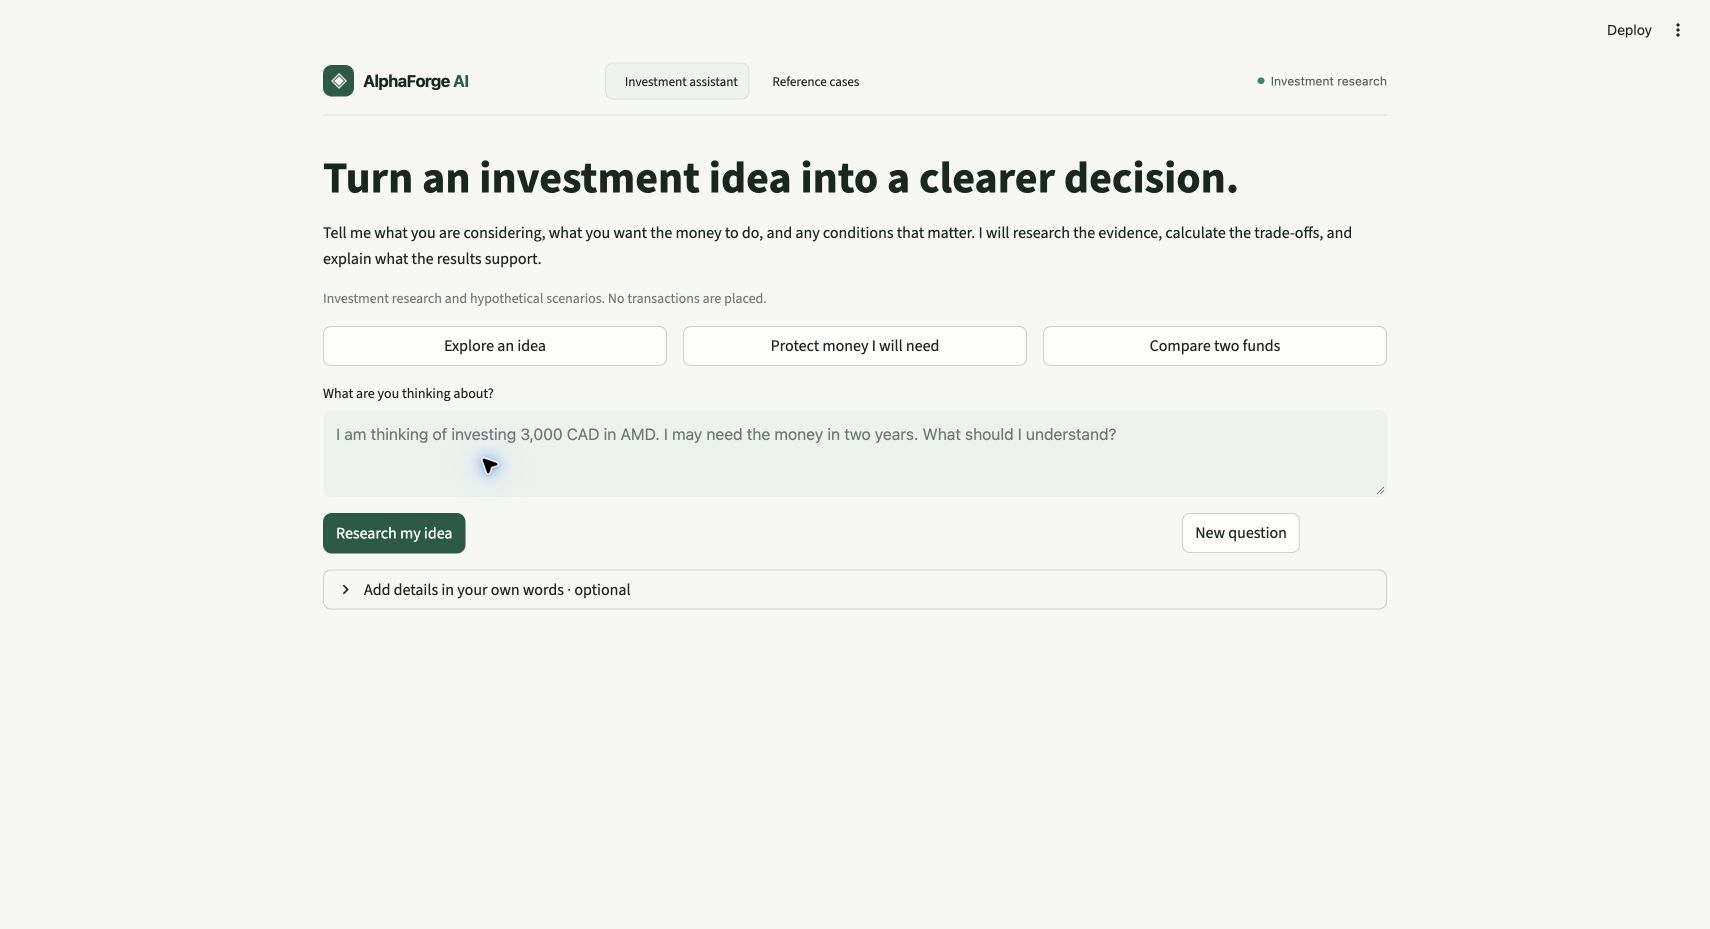 Deploy
AlphaForge AI
Investment assistant
Reference cases
Investment research
Turn an investment idea into a clearer decision.
Tell me what you are considering, what you want the money to do, and any conditions that matter. I will research the evidence, calculate the trade-offs, and
explain what the results support.
Investment research and hypothetical scenarios. No transactions are placed.
Explore an idea
Protect money I will need
Compare two funds
What are you thinking about?
I am thinking of investing 3,000 CAD in AMD. I may need the money in two years. What should I understand?
Research my idea
New question
Add details in your own words · optional